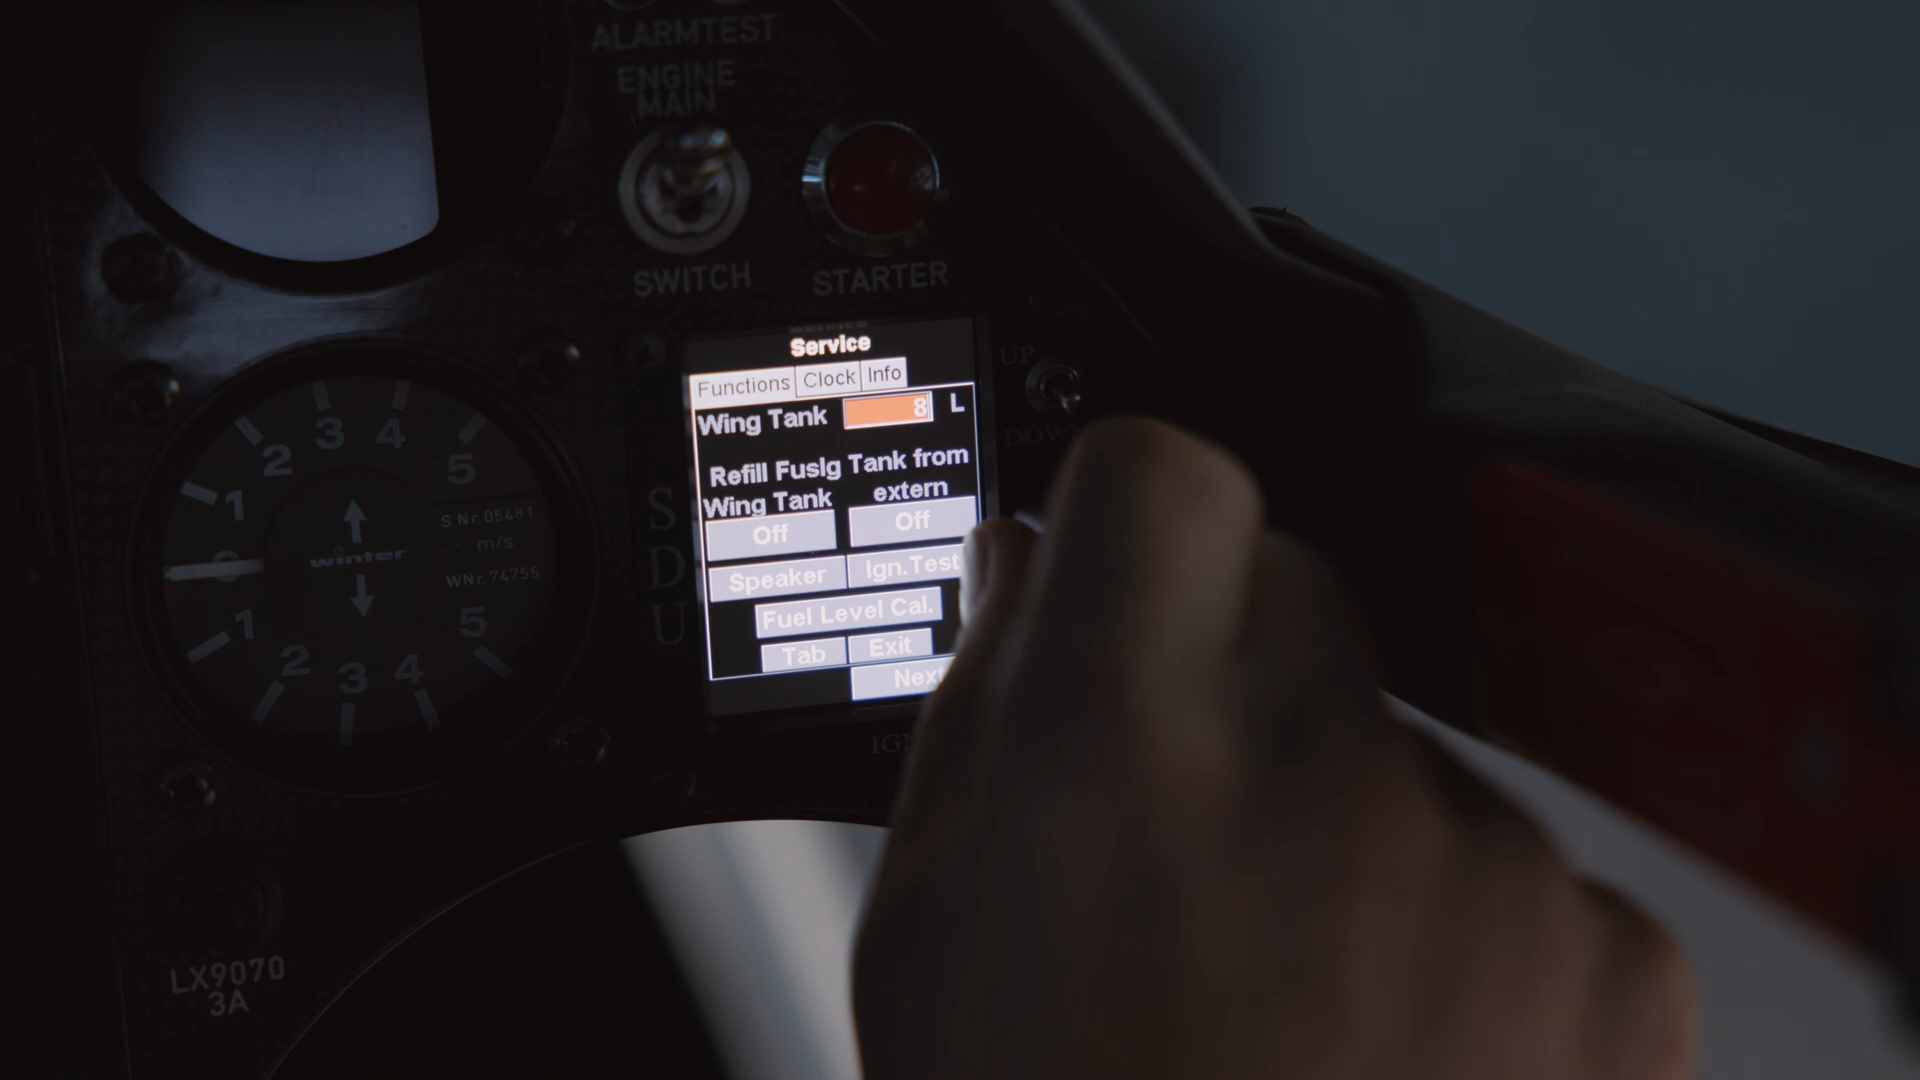 ALARMTEST
ENGINE
MAIN
SWITCH
STARTER
Service
Functions Clock Info
Wing Tank 8 L
Refill Fuslg Tank from
Wing Tank extern
Off Off
Speaker Ign.Test
Fuel Level Cal.
Tab Exit
Next
UP
DOWN
S
D
U
1 2 3 4 5
0
1 2 3 4 5
winter
S Nr. 05481
m/s
WNr. 74755
LX9070
3A